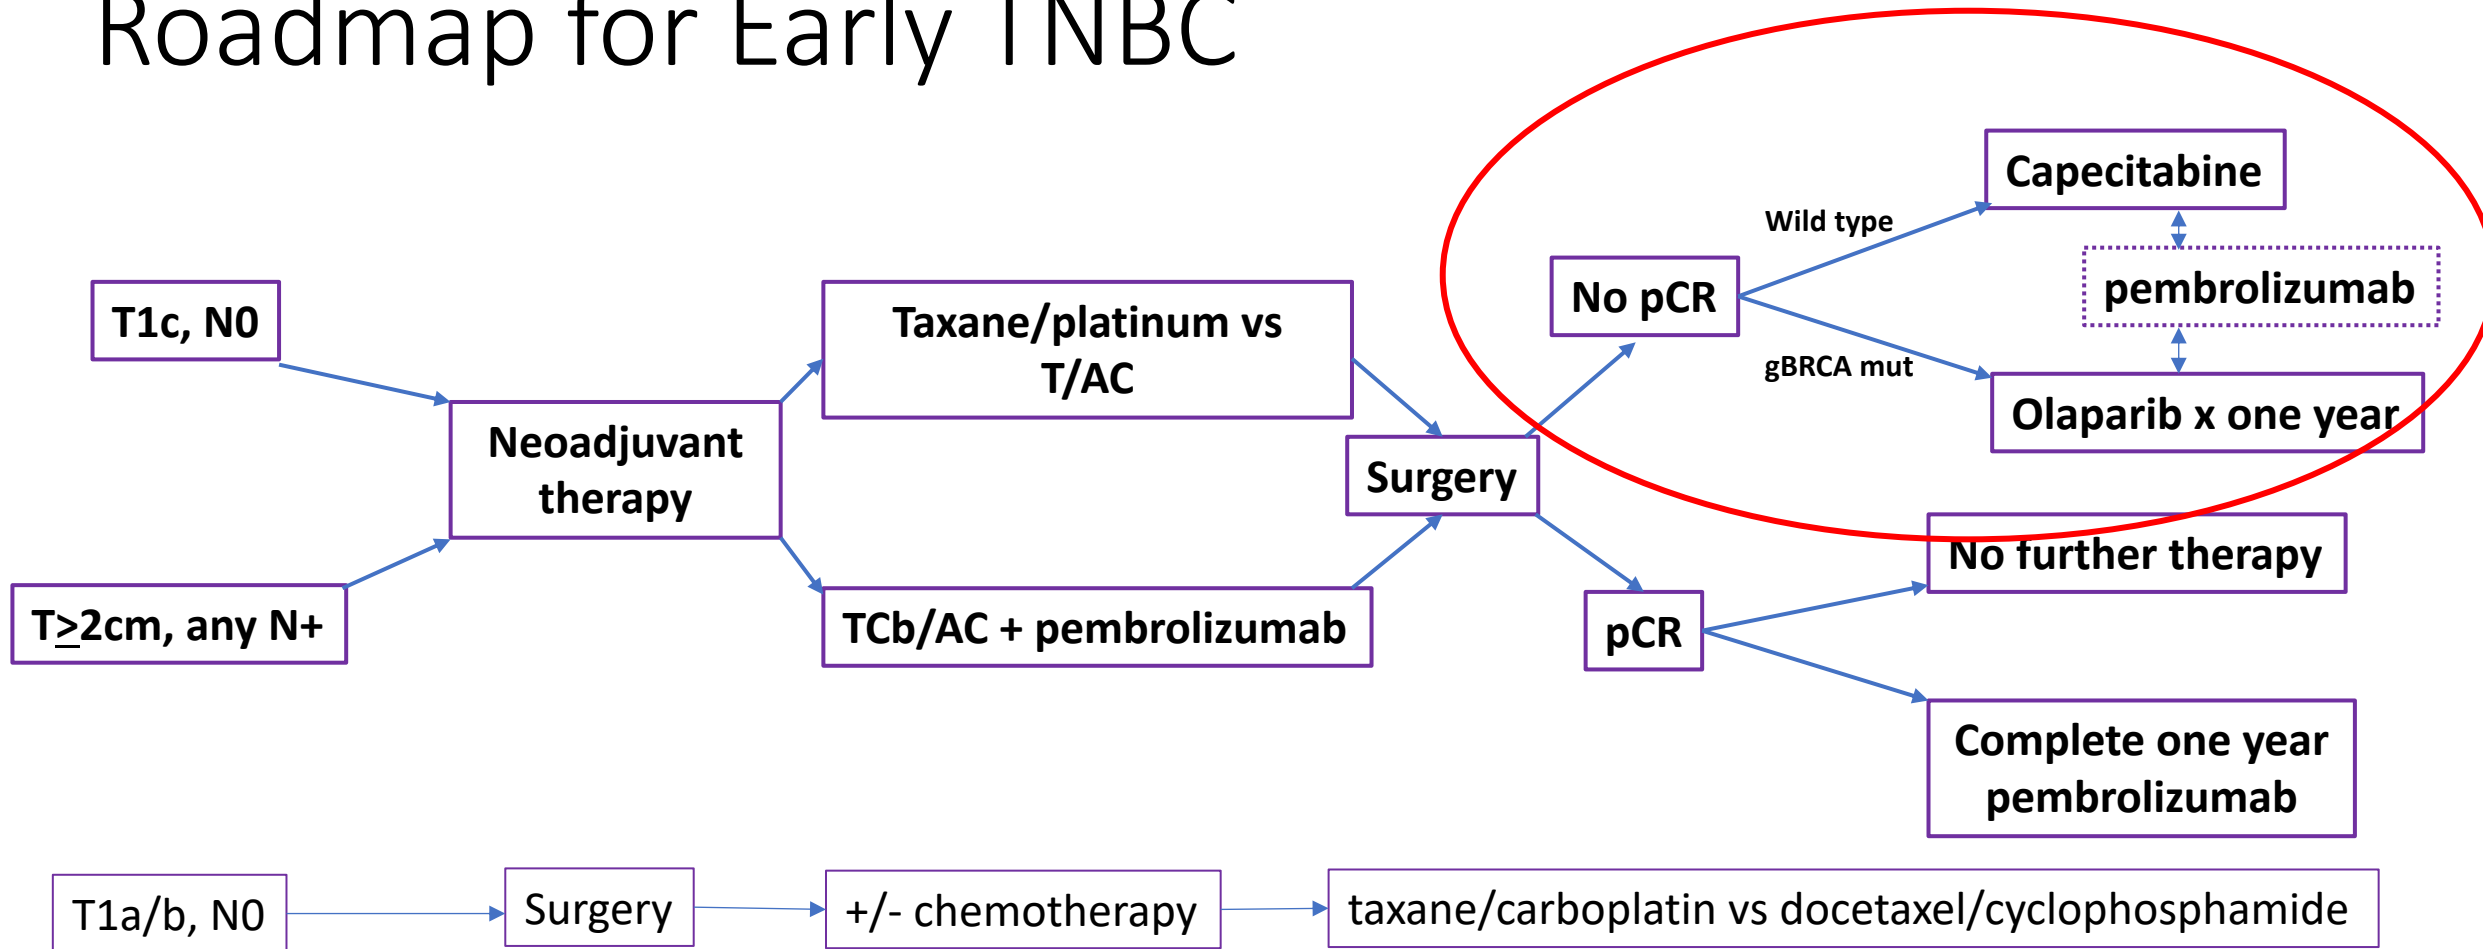 Roadmap for Early TNBC
T1c, N0
T≥2cm, any N+
Neoadjuvant
therapy
Taxane/platinum vs
T/AC
TCb/AC + pembrolizumab
Surgery
No pCR
Wild type
gBRCA mut
Capecitabine
pembrolizumab
Olaparib x one year
pCR
No further therapy
Complete one year
pembrolizumab
T1a/b, N0
Surgery
+/- chemotherapy
taxane/carboplatin vs docetaxel/cyclophosphamide